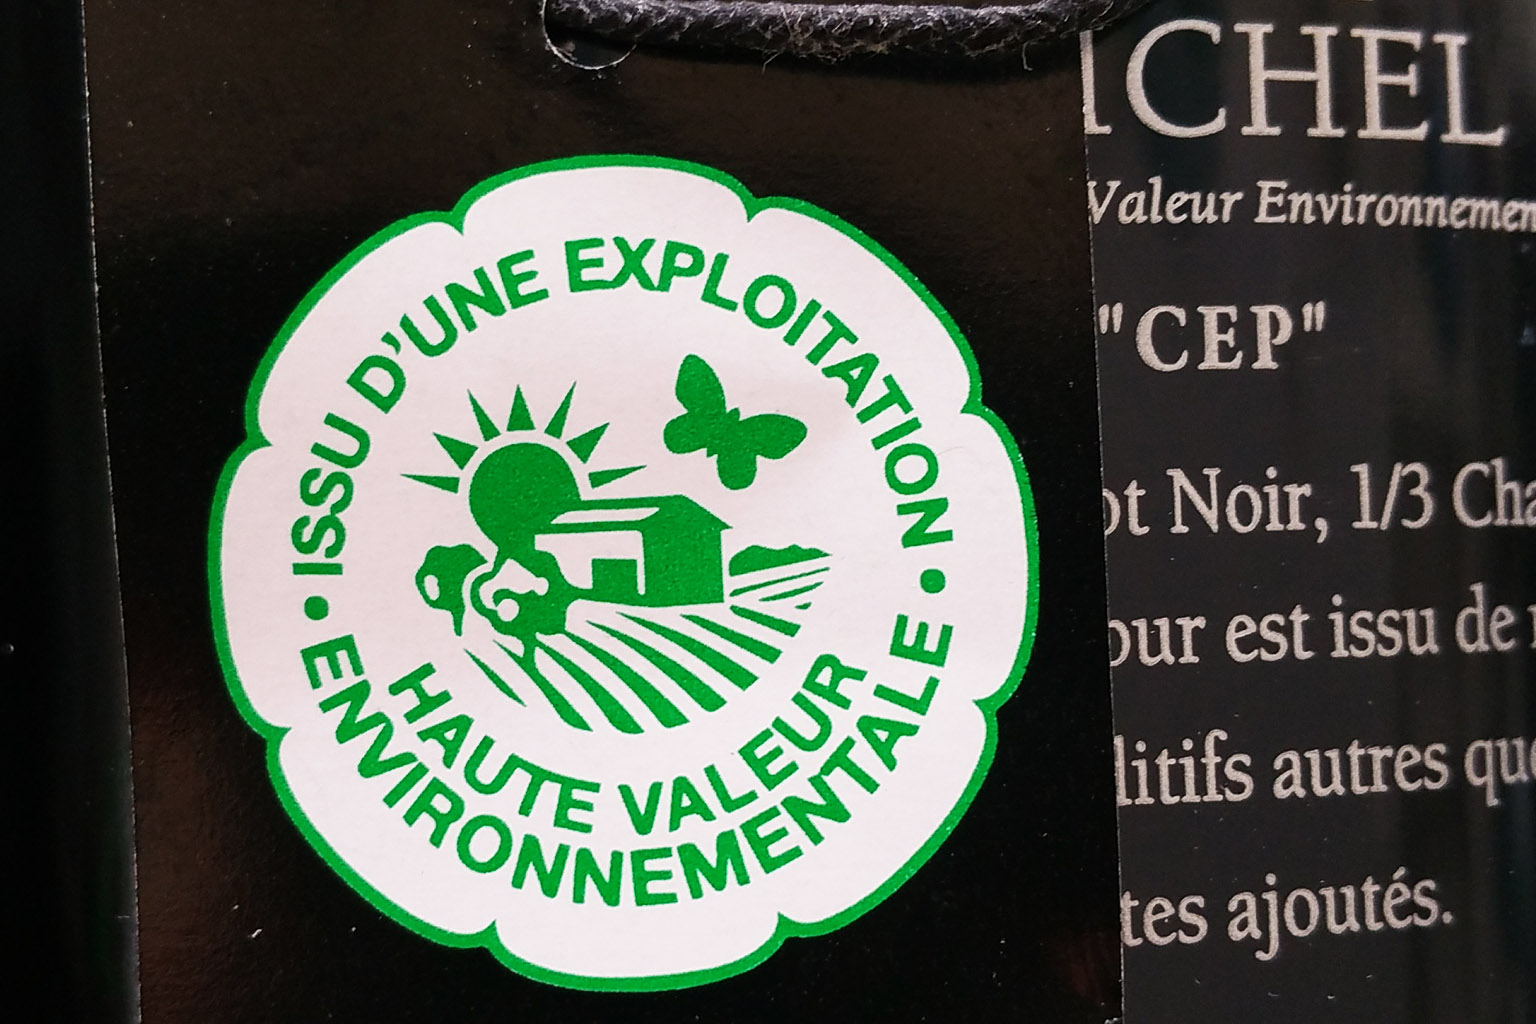 ISSU D'UNE EXPLOITATION
HAUTE VALEUR
ENVIRONNEMENTALE
Valeur
"CEP"
Noir, 1/3
est issu de
autres
ajoutés.